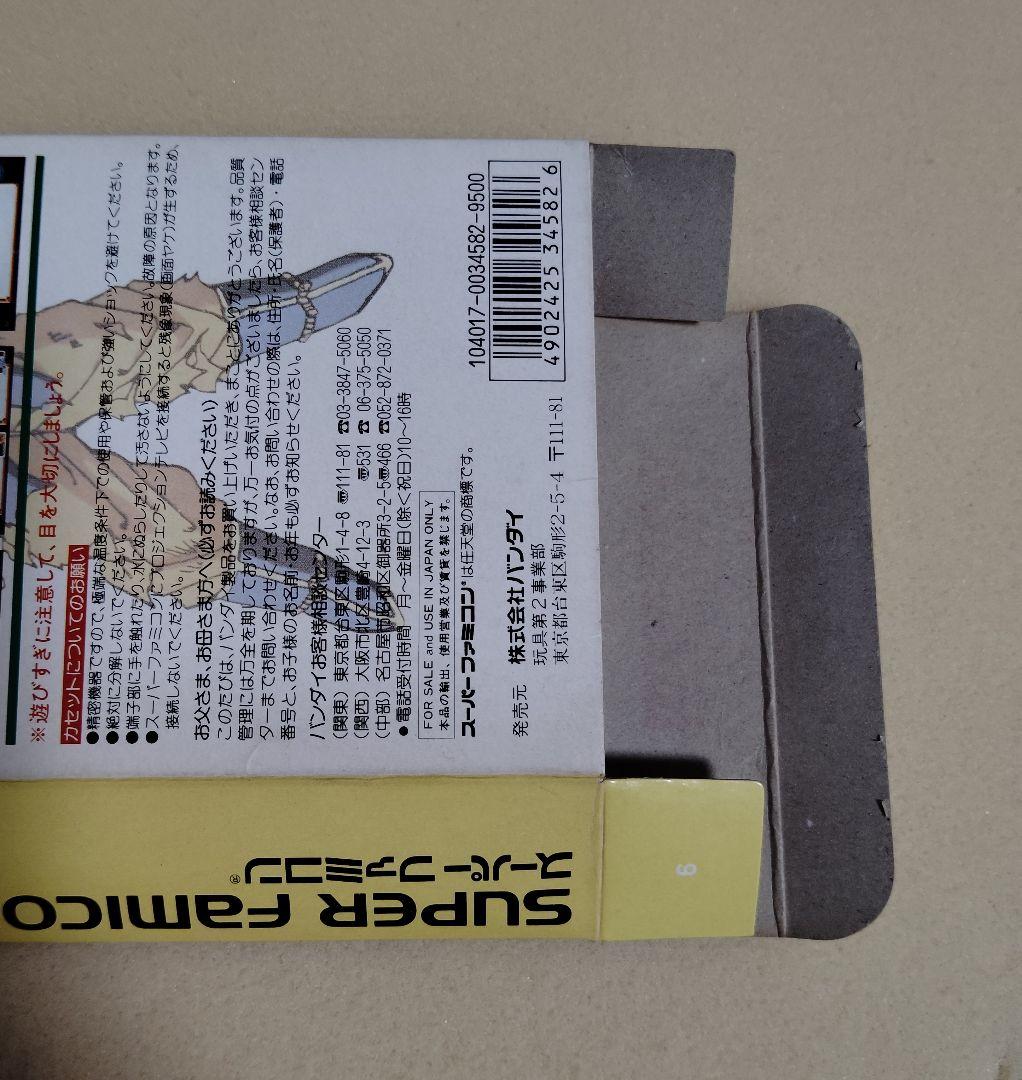 ※遊びすぎに注意して、目を大切にしましょう。
カセットについてのお願い
●精密機器ですので、極端な温度条件下での使用や保管および強いショックを避けてください。
●絶対に分解しないでください。
●端子部に手を触れたり、水にぬらしたりして汚さないようにしてください。故障の原因となります。
●スーパーファミコンにプロジェクションテレビを接続すると残像現象(画面ヤケ)が生ずるため、
接続しないでください。
お父さま、お母さま方へ(必ずお読みください)
このたびは、バンダイ製品をお買い上げいただき、まことにありがとうございます。品質
管理には万全を期しておりますが、万一お気付の点がございましたら、お客様相談セン
ターまでお問い合わせください。なお、お問い合わせの際は、住所・氏名(保護者)・電話
番号と、お子様のお名前・お年も必ずお知らせください。
バンダイお客様相談センター
(関東) 東京都台東区駒形1-4-8 〠111-81 ☎03-3847-5060
(関西) 大阪市北区豊崎4-12-3 〠531 ☎ 06-375-5050
(中部) 名古屋市昭和区御器所3-2-5〠466 ☎052-872-0371
●電話受付時間 月〜金曜日(除く祝日)10〜16時
FOR SALE and USE IN JAPAN ONLY
本品の輸出、使用営業及び賃貸を禁じます。
スーパーファミコン®は任天堂の商標です。
発売元 株式会社バンダイ
玩具第2事業部
東京都台東区駒形2-5-4 〒111-81
104017-0034582-9500
4902425 345826
スーパーファミコン®
SUPER FAMICO
6